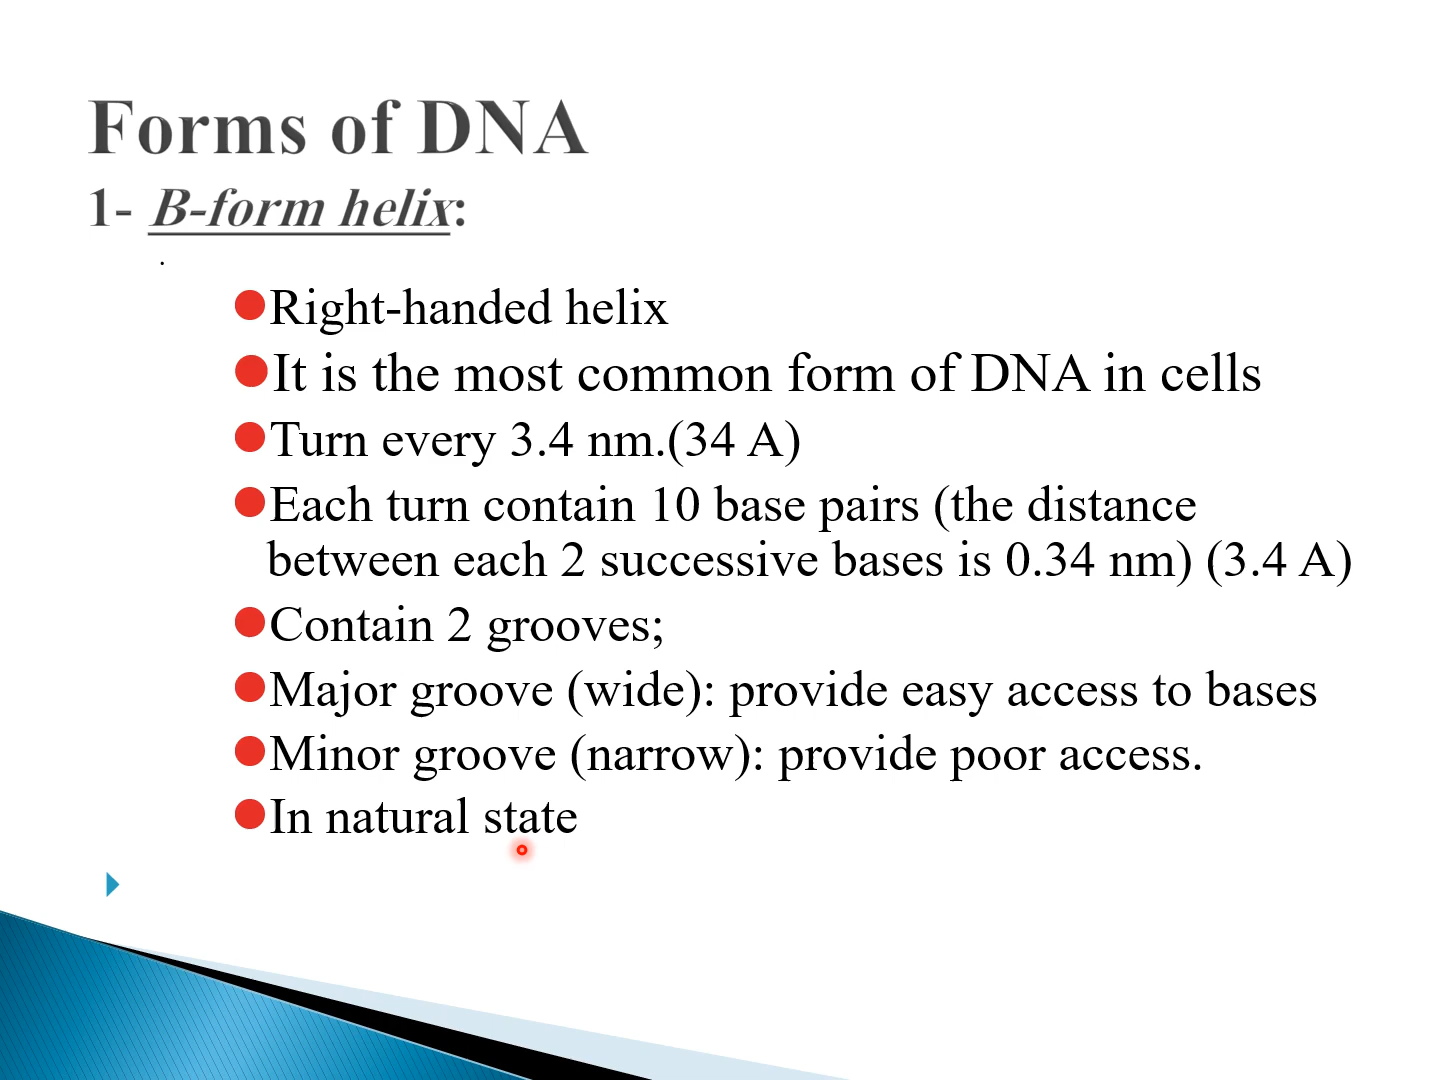 Forms of DNA
1- B-form helix:
.
Right-handed helix
It is the most common form of DNA in cells
Turn every 3.4 nm.(34 A)
Each turn contain 10 base pairs (the distance
between each 2 successive bases is 0.34 nm) (3.4 A)
Contain 2 grooves;
Major groove (wide): provide easy access to bases
Minor groove (narrow): provide poor access.
In natural state